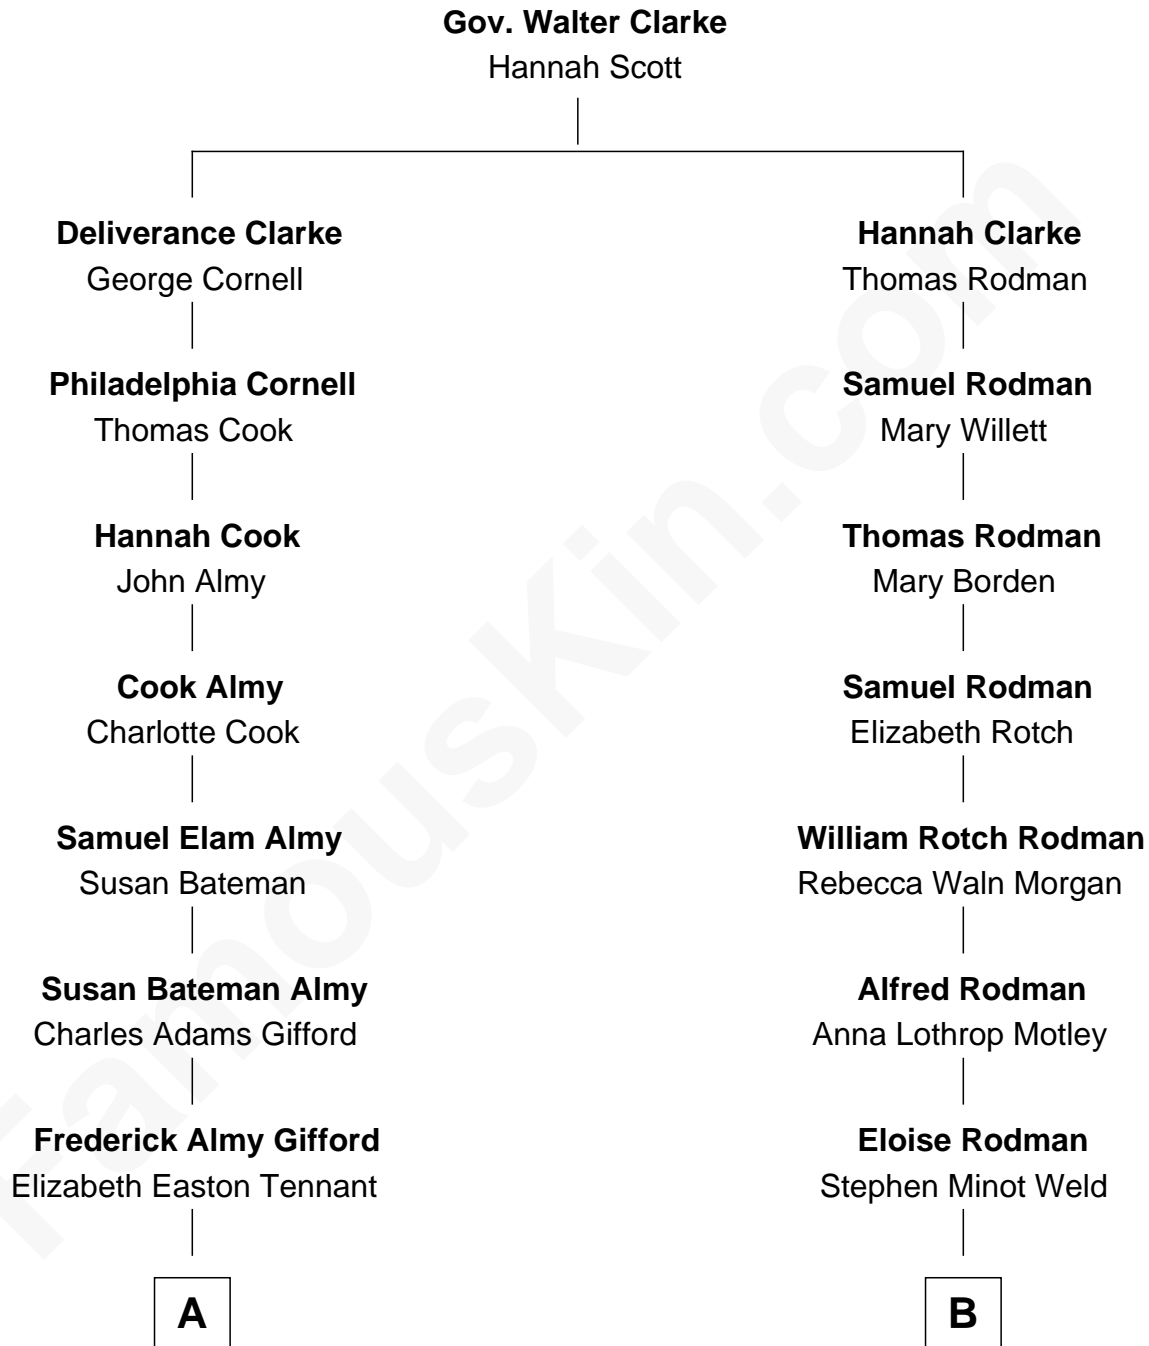 Gov. Walter Clarke
Hannah Scott
Deliverance Clarke
George Cornell
Philadelphia Cornell
Thomas Cook
Hannah Cook
John Almy
Cook Almy
Charlotte Cook
Samuel Elam Almy
Susan Bateman
Susan Bateman Almy
Charles Adams Gifford
Frederick Almy Gifford
Elizabeth Easton Tennant
A
Hannah Clarke
Thomas Rodman
Samuel Rodman
Mary Willett
Thomas Rodman
Mary Borden
Samuel Rodman
Elizabeth Rotch
William Rotch Rodman
Rebecca Waln Morgan
Alfred Rodman
Anna Lothrop Motley
Eloise Rodman
Stephen Minot Weld
B
FamousKin.com